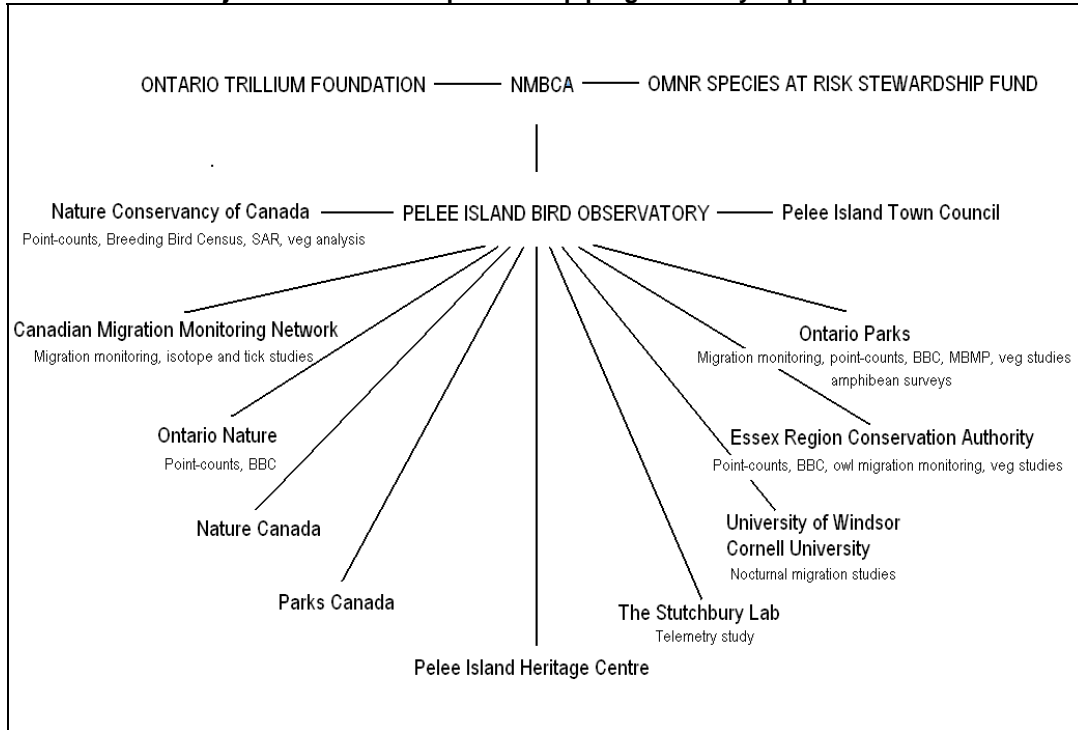 ONTARIO TRILLIUM FOUNDATION NMBCA OMNR SPECIES AT RISK STEWARDSHIP FUND
Nature Conservancy of Canada PELEE ISLAND BIRD OBSERVATORY Pelee Island Town Council
Point-counts, Breeding Bird Census, SAR, veg analysis
Canadian Migration Monitoring Network
Migration monitoring, isotope and tick studies
Ontario Parks
Migration monitoring, point-counts, BBC, MBMP, veg studies
amphibean surveys
Ontario Nature
Point-counts, BBC
Essex Region Conservation Authority
Point-counts, BBC, owl migration monitoring, veg studies
Nature Canada
University of Windsor
Cornell University
Nocturnal migration studies
Parks Canada
The Stutchbury Lab
Telemetry study
Pelee Island Heritage Centre